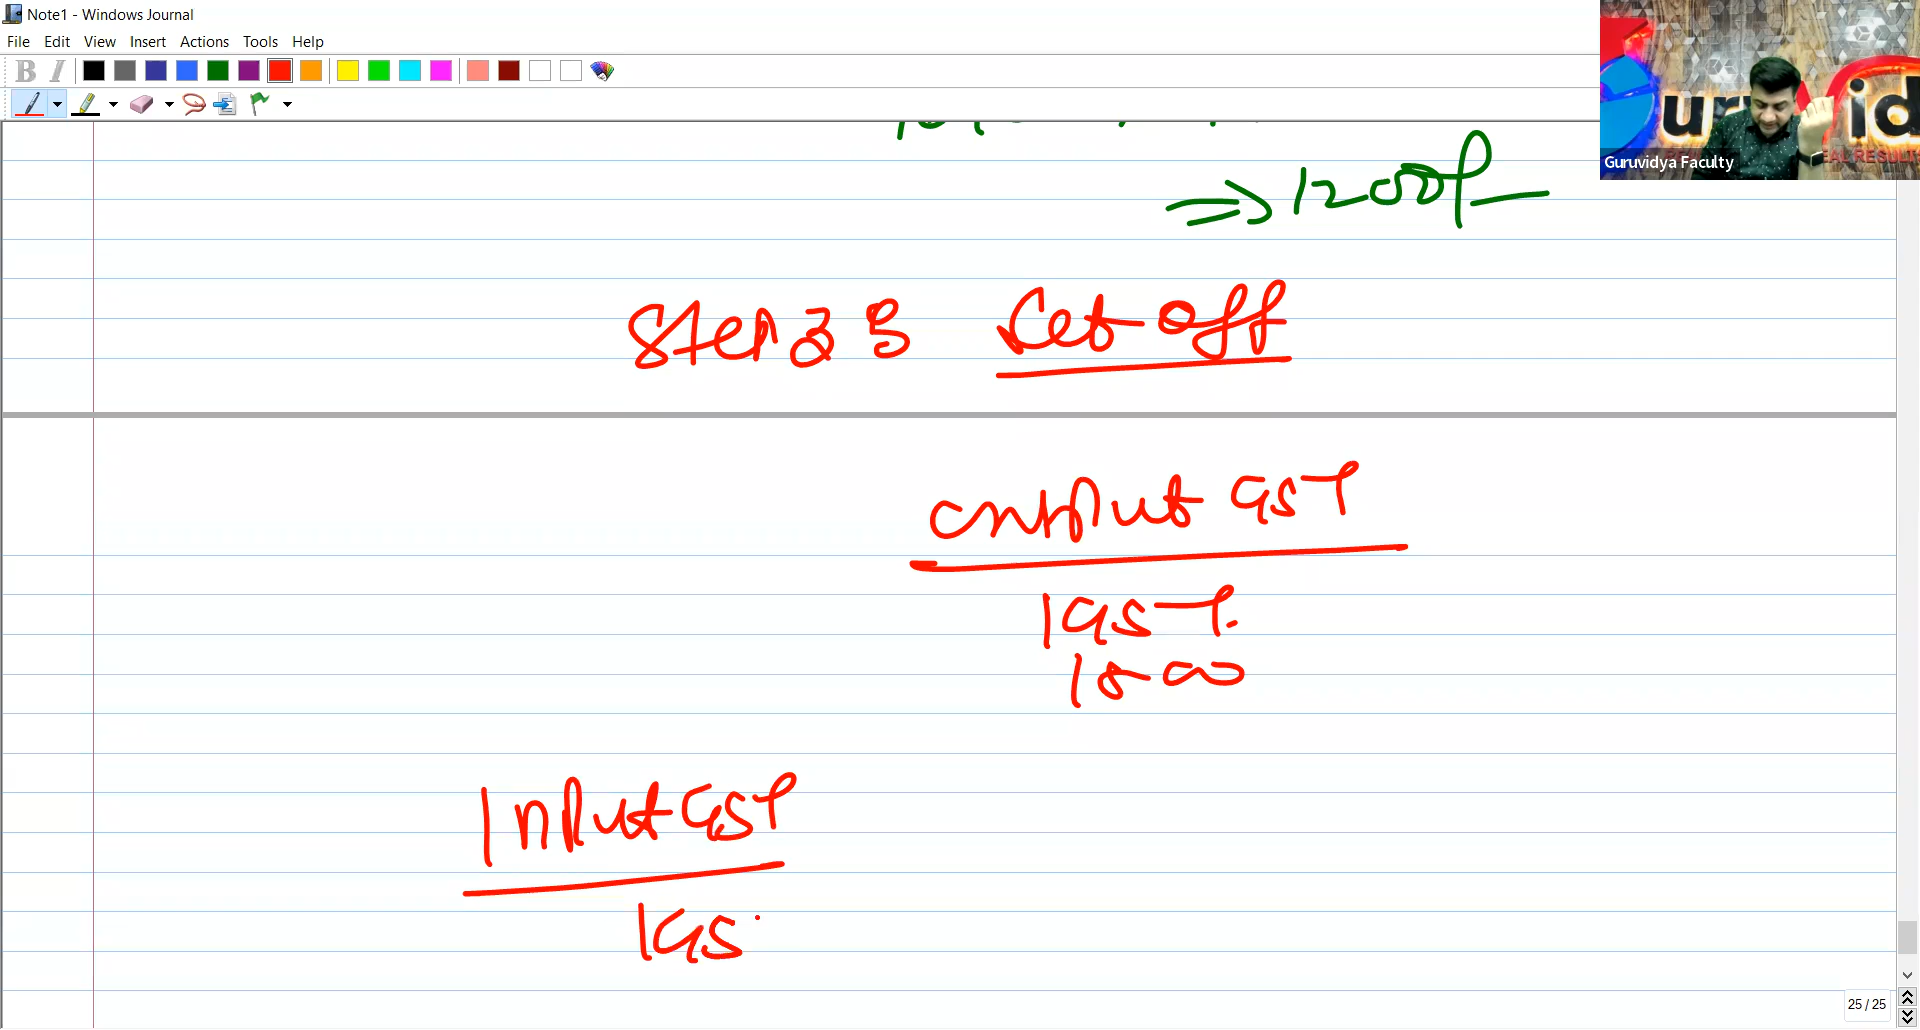 Note1 - Windows Journal
File Edit View Insert Actions Tools Help
B I
Guruvidya Faculty
⇒ 1200/-
Step 3 : Set off
output GST
IGST
1800
Input GST
IGS
25 / 25